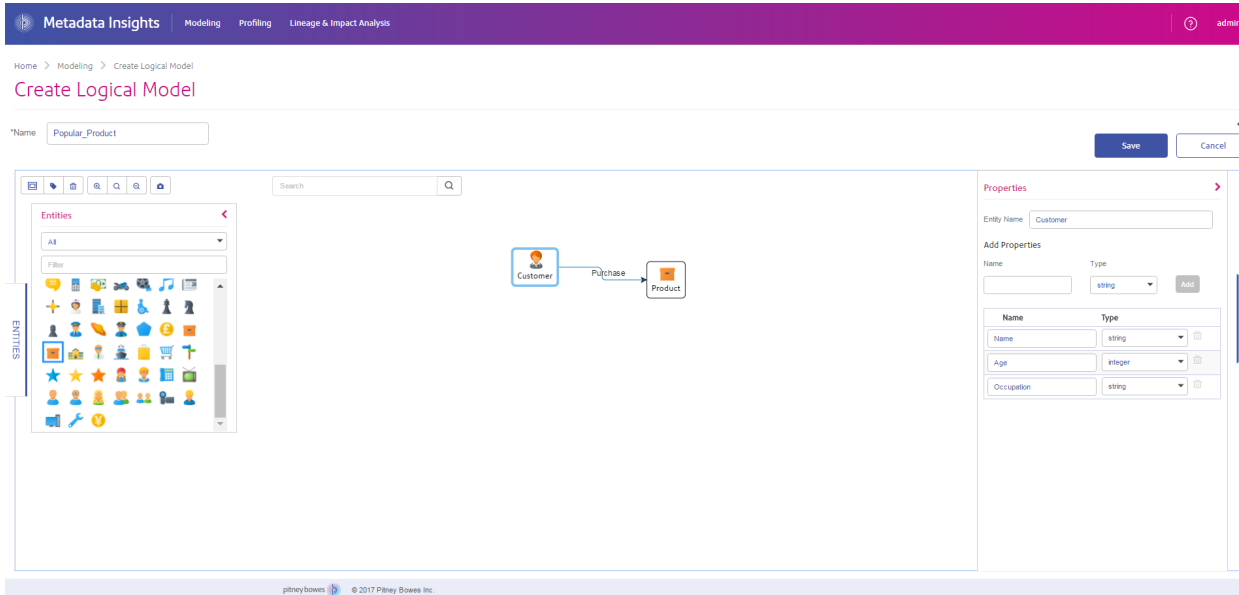 Metadata Insights Modeling Profiling Lineage & Impact Analysis ? admin
Home > Modeling > Create Logical Model
Create Logical Model
*Name Popular_Product
Save Cancel
Search
Properties
Entities
Entity Name Customer
All
Add Properties
Filter
Name Type
string Add
Customer
Purchase
Product
Name Type
Name string
Age integer
Occupation string
ENTITIES
pitney bowes © 2017 Pitney Bowes Inc.